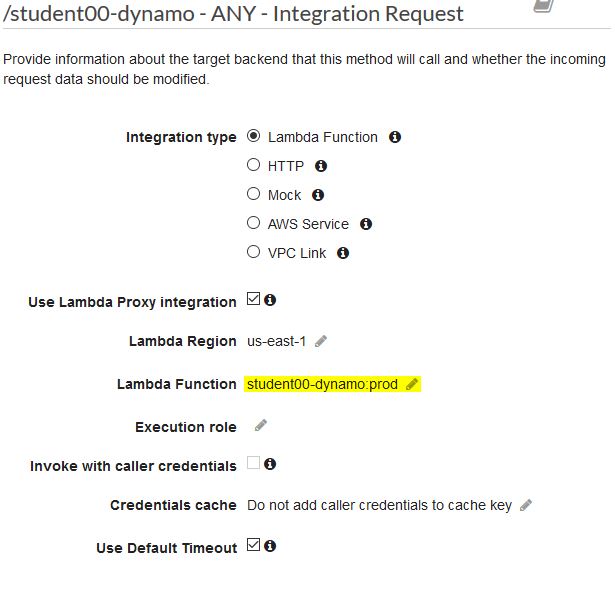 /student00-dynamo - ANY - Integration Request
Provide information about the target backend that this method will call and whether the incoming
request data should be modified.
Integration type Lambda Function
HTTP
Mock
AWS Service
VPC Link
Use Lambda Proxy integration
Lambda Region us-east-1
Lambda Function student00-dynamo:prod
Execution role
Invoke with caller credentials
Credentials cache Do not add caller credentials to cache key
Use Default Timeout